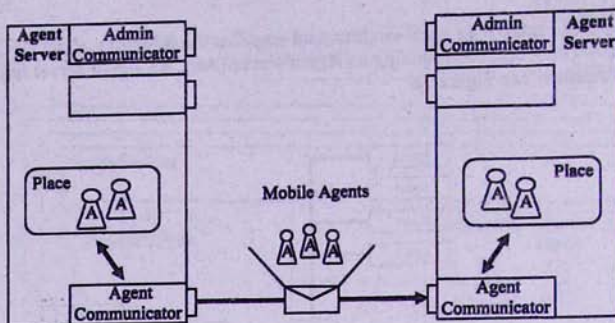 Agent Server
Admin Communicator
Place
A A
Agent Communicator
Mobile Agents
A A A
Admin Communicator
Agent Server
Place
A A
Agent Communicator